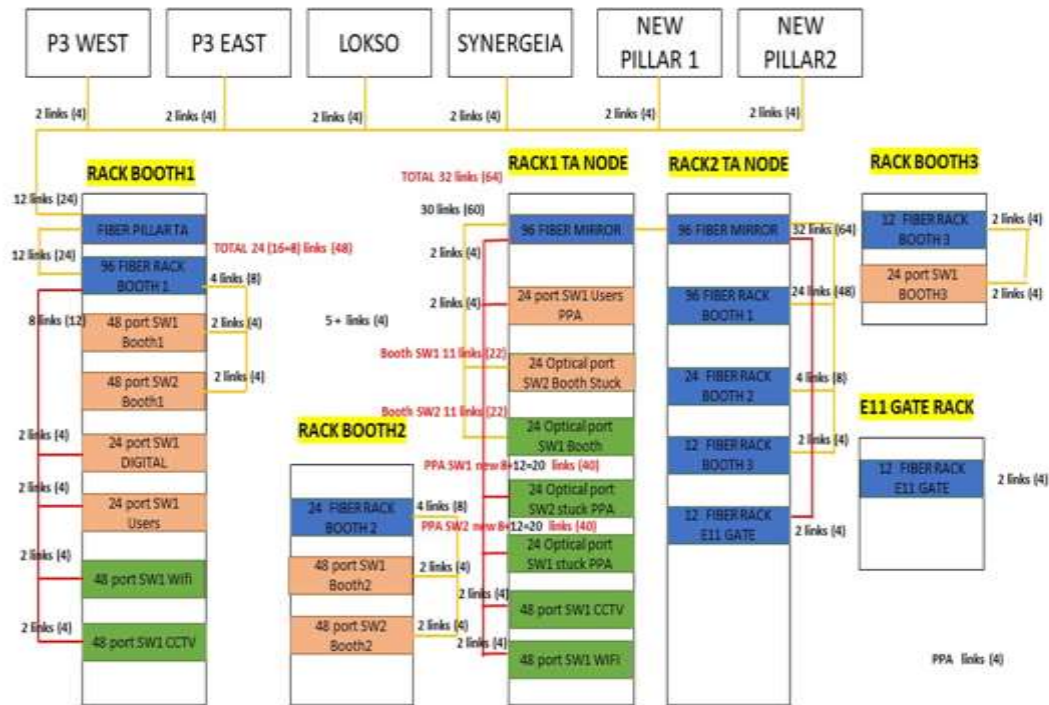 P3 WEST
P3 EAST
LOKSO
SYNERGEIA
NEW
PILLAR 1
NEW
PILLAR2
2 links (4)
2 links (4)
2 links (4)
2 links (4)
2 links (4)
2 links (4)
RACK BOOTH1
12 links (24)
FIBER PILLAR TA
TOTAL 24 (16+8) links (48)
12 links (24)
96 FIBER RACK
BOOTH 1
4 links (8)
8 links (12)
48 port SW1
Booth1
2 links (4)
48 port SW2
Booth1
2 links (4)
2 links (4)
24 port SW1
DIGITAL
2 links (4)
24 port SW1
Users
2 links (4)
48 port SW1 Wifi
2 links (4)
48 port SW1 CCTV
5 + links (4)
RACK BOOTH2
24 FIBER RACK
BOOTH 2
4 links (8)
48 port SW1
Booth2
2 links (4)
48 port SW2
Booth2
2 links (4)
RACK1 TA NODE
TOTAL 32 links (64)
30 links (60)
96 FIBER MIRROR
2 links (4)
2 links (4)
24 port SW1 Users
PPA
Booth SW1 11 links (22)
24 Optical port
SW2 Booth Stuck
Booth SW2 11 links (22)
24 Optical port
SW1 Booth
PPA SW1 new 8+12=20 links (40)
24 Optical port
SW2 stuck PPA
PPA SW2 new 8+12=20 links (40)
24 Optical port
SW1 stuck PPA
2 links (4)
48 port SW1 CCTV
2 links (4)
48 port SW1 WIFI
RACK2 TA NODE
96 FIBER MIRROR
32 links (64)
96 FIBER RACK
BOOTH 1
24 links (48)
24 FIBER RACK
BOOTH 2
4 links (8)
12 FIBER RACK
BOOTH 3
2 links (4)
12 FIBER RACK
E11 GATE
2 links (4)
RACK BOOTH3
12 FIBER RACK
BOOTH 3
2 links (4)
24 port SW1
BOOTH3
2 links (4)
E11 GATE RACK
12 FIBER RACK
E11 GATE
2 links (4)
PPA links (4)